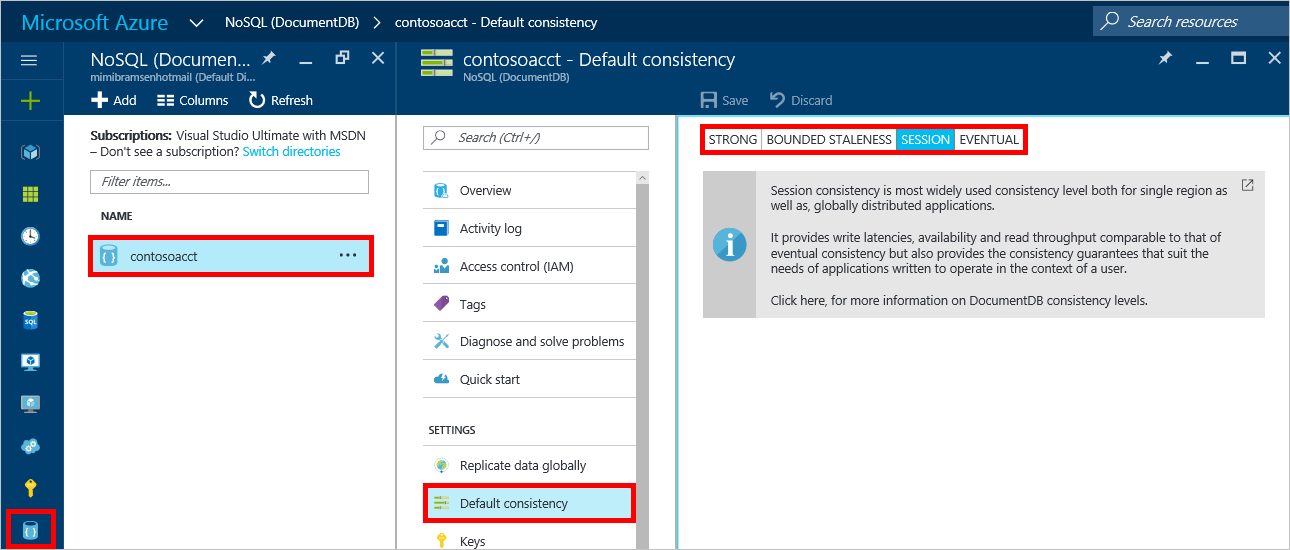 Microsoft Azure NoSQL (DocumentDB) > contosoacct - Default consistency
Search resources
NoSQL (Documen...
mimibramsenhotmail (Default Di...
Add Columns Refresh
Subscriptions: Visual Studio Ultimate with MSDN
– Don't see a subscription? Switch directories
Filter items...
NAME
contosoacct ...
contosoacct - Default consistency
NoSQL (DocumentDB)
Save Discard
Search (Ctrl+/)
Overview
Activity log
Access control (IAM)
Tags
Diagnose and solve problems
Quick start
SETTINGS
Replicate data globally
Default consistency
Keys
STRONG BOUNDED STALENESS SESSION EVENTUAL
Session consistency is most widely used consistency level both for single region as
well as, globally distributed applications.
It provides write latencies, availability and read throughput comparable to that of
eventual consistency but also provides the consistency guarantees that suit the
needs of applications written to operate in the context of a user.
Click here, for more information on DocumentDB consistency levels.
SQL